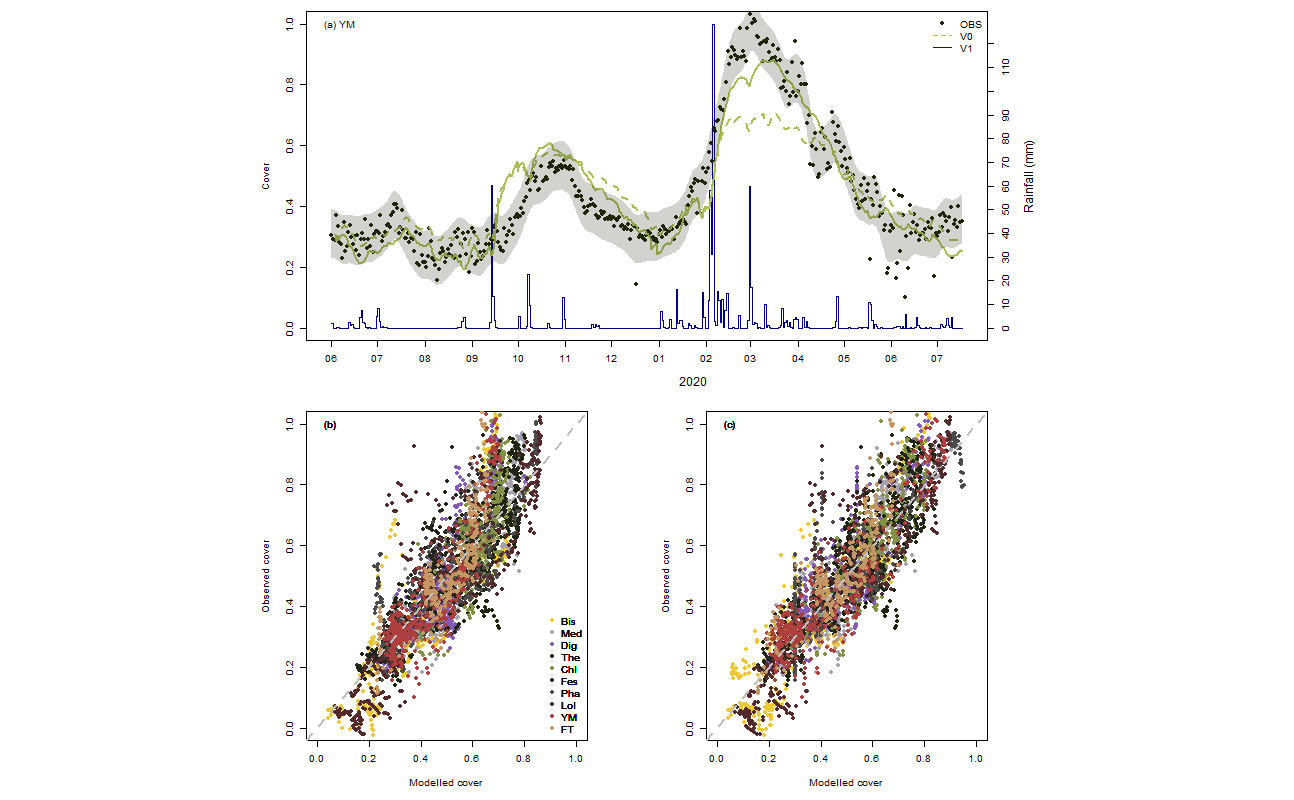 (a) YM
OBS
V0
V1
Cover
0.0
0.2
0.4
0.6
0.8
1.0
Rainfall (mm)
0
10
20
30
40
50
60
70
80
90
110
06 07 08 09 10 11 12 01 02 03 04 05 06 07
2020
(b)
Observed cover
0.0
0.2
0.4
0.6
0.8
1.0
Bis
Med
Dig
The
Chl
Fes
Pha
Lol
YM
FT
0.0 0.2 0.4 0.6 0.8 1.0
Modelled cover
(c)
Observed cover
0.0
0.2
0.4
0.6
0.8
1.0
0.0 0.2 0.4 0.6 0.8 1.0
Modelled cover